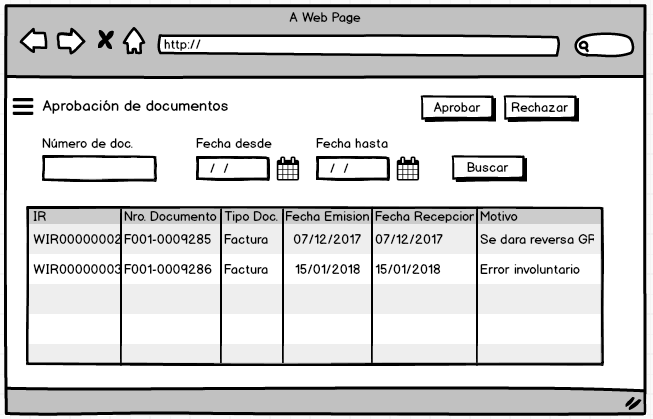 A Web Page
http://
Aprobación de documentos
Aprobar
Rechazar
Número de doc.
Fecha desde
Fecha hasta
/ /
/ /
Buscar
IR Nro. Documento Tipo Doc. Fecha Emision Fecha Recepcior Motivo
WIR00000002 F001-0009285 Factura 07/12/2017 07/12/2017 Se dara reversa GF
WIR00000003 F001-0009286 Factura 15/01/2018 15/01/2018 Error involuntario